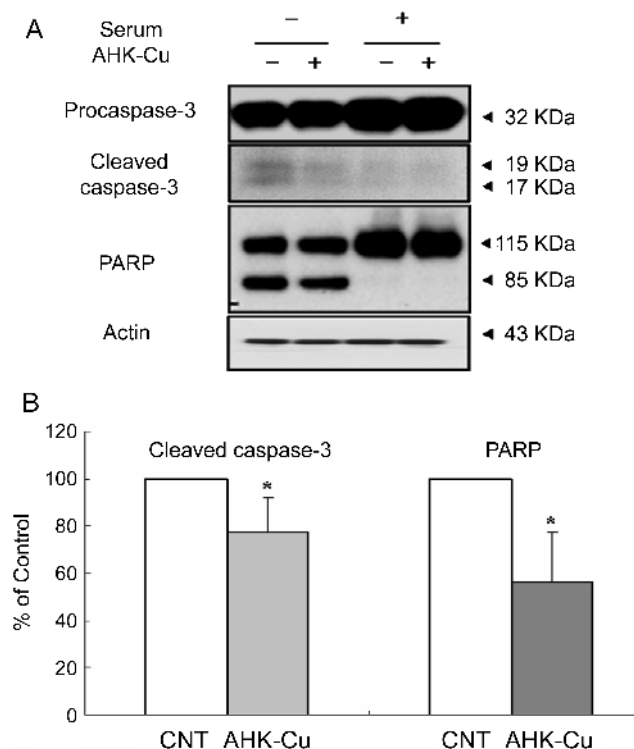 A
Serum − +
AHK-Cu − + − +
Procaspase-3 ◄ 32 KDa
Cleaved ◄ 19 KDa
caspase-3 ◄ 17 KDa
PARP ◄ 115 KDa
◄ 85 KDa
Actin ◄ 43 KDa
B
120
100
80
60
40
20
0
% of Control
Cleaved caspase-3 PARP
* *
CNT AHK-Cu CNT AHK-Cu